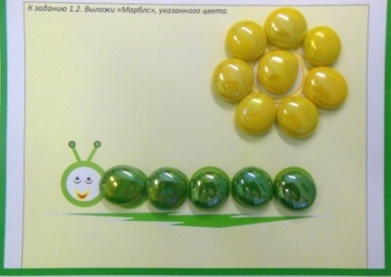 К заданию 1.2. Выложи «Марблс», указанного цвета.